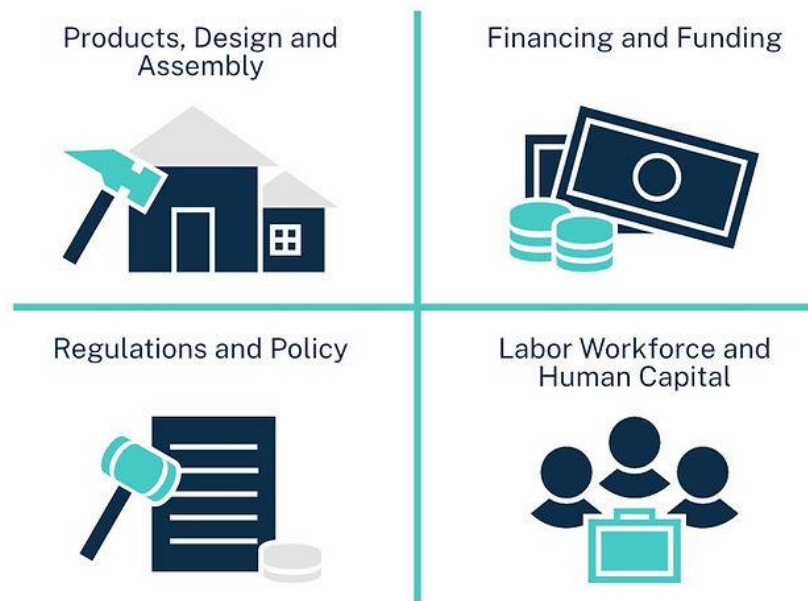 Products, Design and
Assembly
Financing and Funding
Regulations and Policy
Labor Workforce and
Human Capital